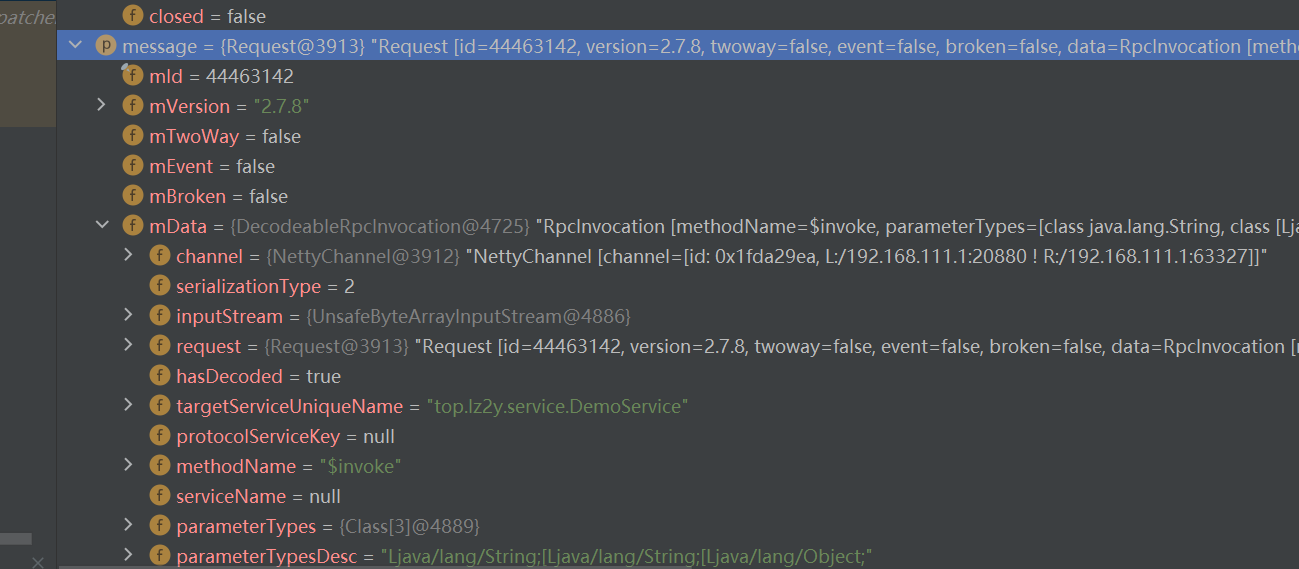 patche
closed = false
message = {Request@3913} "Request [id=44463142, version=2.7.8, twoway=false, event=false, broken=false, data=RpcInvocation [meth
mId = 44463142
mVersion = "2.7.8"
mTwoWay = false
mEvent = false
mBroken = false
mData = {DecodeableRpcInvocation@4725} "RpcInvocation [methodName=$invoke, parameterTypes=[class java.lang.String, class [Lja
channel = {NettyChannel@3912} "NettyChannel [channel=[id: 0x1fda29ea, L:/192.168.111.1:20880 ! R:/192.168.111.1:63327]]"
serializationType = 2
inputStream = {UnsafeByteArrayInputStream@4886}
request = {Request@3913} "Request [id=44463142, version=2.7.8, twoway=false, event=false, broken=false, data=RpcInvocation [
hasDecoded = true
targetServiceUniqueName = "top.lz2y.service.DemoService"
protocolServiceKey = null
methodName = "$invoke"
serviceName = null
parameterTypes = {Class[3]@4889}
parameterTypesDesc = "Ljava/lang/String;[Ljava/lang/String;[Ljava/lang/Object;"